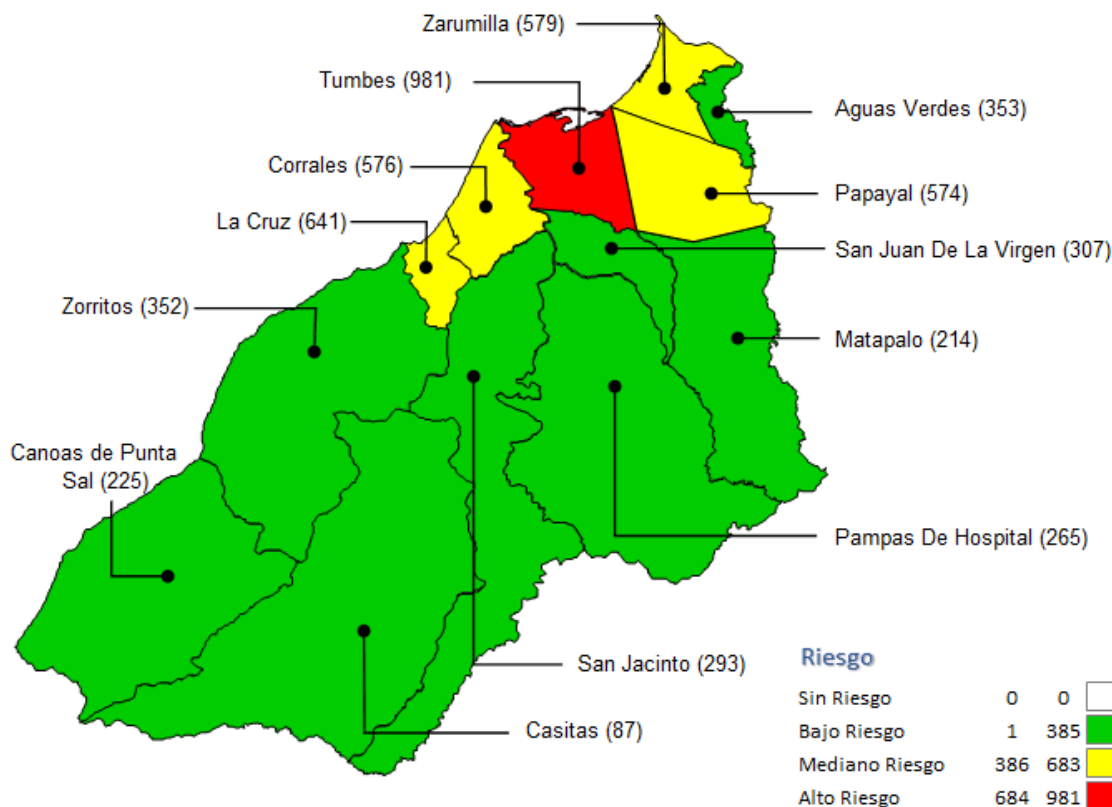 Zarumilla (579)
Tumbes (981)
Aguas Verdes (353)
Corrales (576)
Papayal (574)
La Cruz (641)
San Juan De La Virgen (307)
Zorritos (352)
Matapalo (214)
Canoas de Punta
Sal (225)
Pampas De Hospital (265)
San Jacinto (293)
Casitas (87)
Riesgo
Sin Riesgo 0 0
Bajo Riesgo 1 385
Mediano Riesgo 386 683
Alto Riesgo 684 981